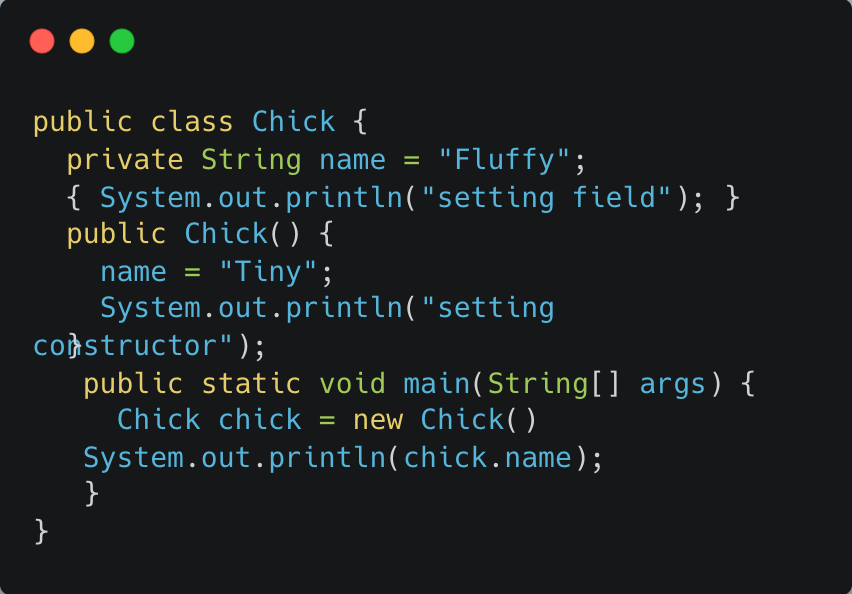 public class Chick {
  private String name = "Fluffy";
  { System.out.println("setting field"); }
  public Chick() {
    name = "Tiny";
    System.out.println("setting
constructor");
  }
   public static void main(String[] args) {
     Chick chick = new Chick()
   System.out.println(chick.name);
   }
}